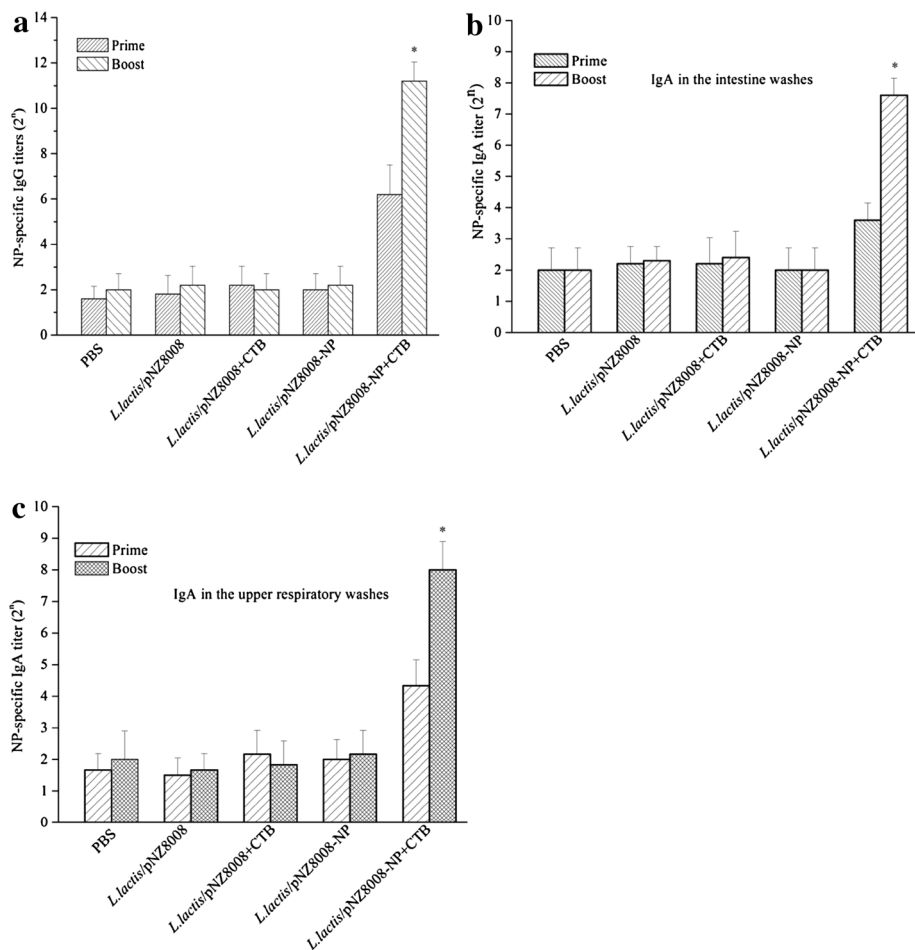 a
14
12
10
8
6
4
2
0
NP-specific IgG titers (2ⁿ)
Prime
Boost
*
PBS
L.lactis/pNZ8008
L.lactis/pNZ8008+CTB
L.lactis/pNZ8008-NP
L.lactis/pNZ8008-NP+CTB
b
10
9
8
7
6
5
4
3
2
1
0
NP-specific IgA titer (2ⁿ)
Prime
Boost
IgA in the intestine washes
*
PBS
L.lactis/pNZ8008
L.lactis/pNZ8008+CTB
L.lactis/pNZ8008-NP
L.lactis/pNZ8008-NP+CTB
c
10
9
8
7
6
5
4
3
2
1
0
NP-specific IgA titer (2ⁿ)
Prime
Boost
IgA in the upper respiratory washes
*
PBS
L.lactis/pNZ8008
L.lactis/pNZ8008+CTB
L.lactis/pNZ8008-NP
L.lactis/pNZ8008-NP+CTB